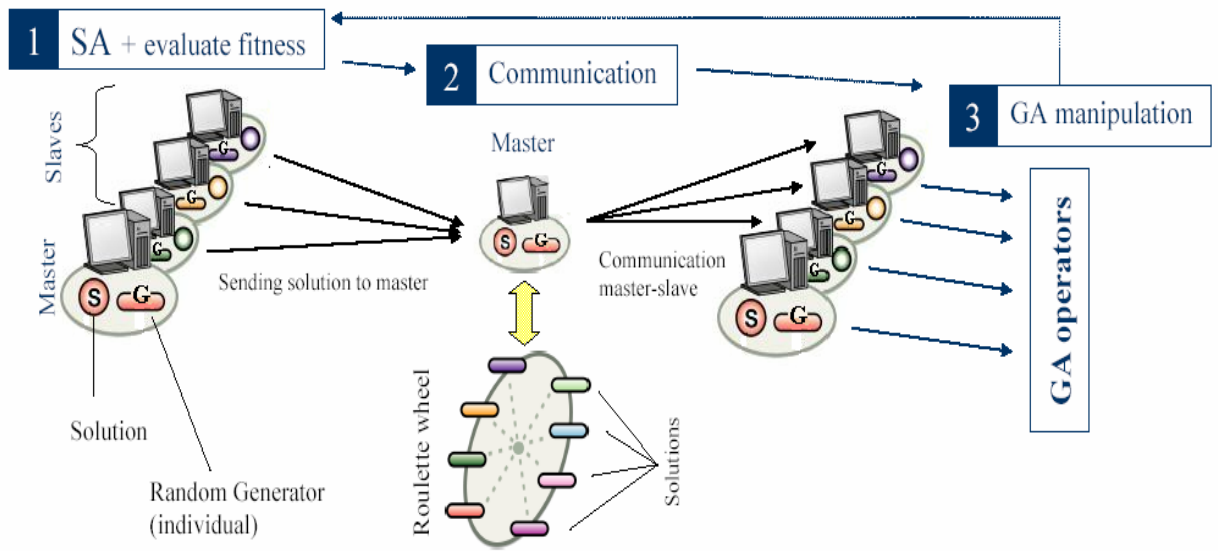 1 SA + evaluate fitness
2 Communication
3 GA manipulation
Slaves
Master
G
G
G
S G
Sending solution to master
Solution
Random Generator
(individual)
Master
S G
Roulette wheel
Solutions
Communication
master-slave
G
G
G
S G
GA operators